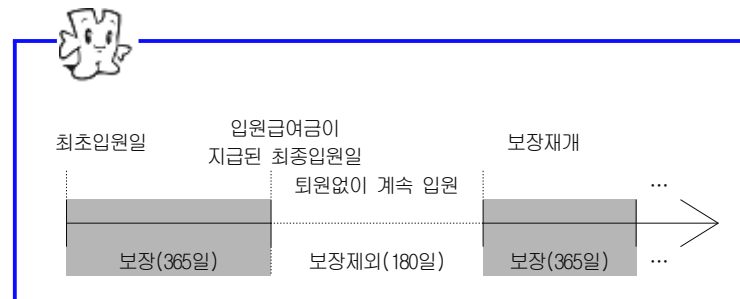 최초입원일
입원급여금이
지급된 최종입원일
보장재개
퇴원없이 계속 입원
…
보장(365일)
보장제외(180일)
보장(365일)
…